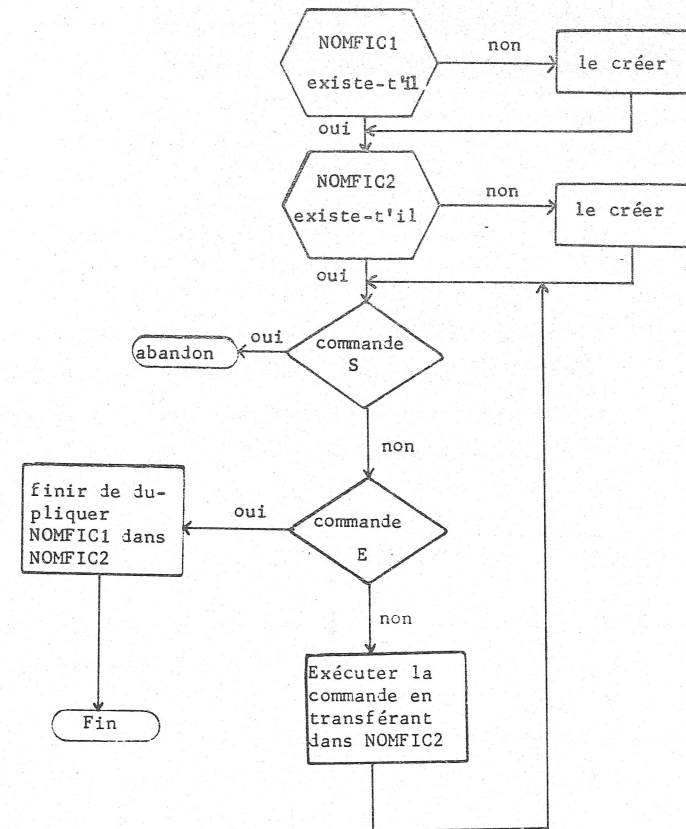 NOMFIC1
non
existe-t'il
le créer
oui
NOMFIC2
non
existe-t'il
le créer
oui
commande
oui
abandon
S
non
finir de du-
pliquer
NOMFIC1 dans
NOMFIC2
oui
commande
E
non
Exécuter la
commande en
transférant
dans NOMFIC2
Fin